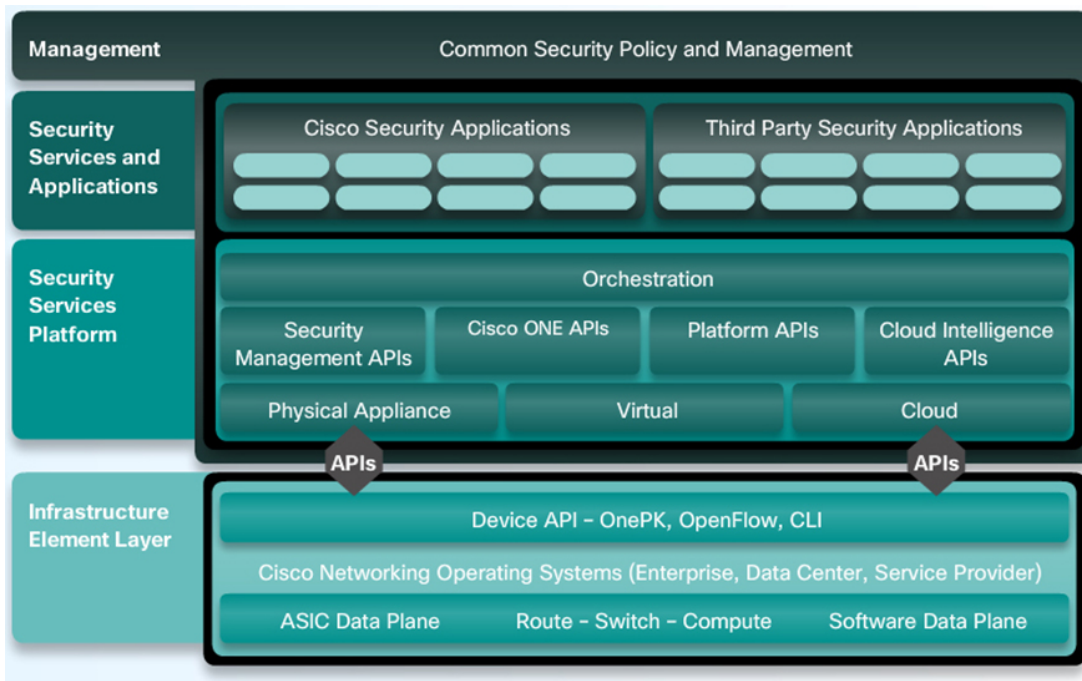 Management
Common Security Policy and Management
Security
Services and
Applications
Cisco Security Applications
Third Party Security Applications
Security
Services
Platform
Orchestration
Security
Management APIs
Cisco ONE APIs
Platform APIs
Cloud Intelligence
APIs
Physical Appliance
Virtual
Cloud
APIs
APIs
Infrastructure
Element Layer
Device API – OnePK, OpenFlow, CLI
Cisco Networking Operating Systems (Enterprise, Data Center, Service Provider)
ASIC Data Plane
Route – Switch – Compute
Software Data Plane